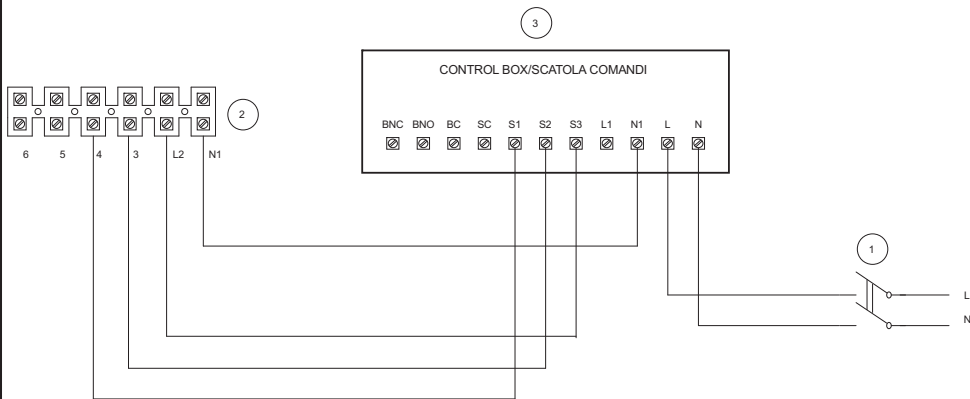 3
CONTROL BOX/SCATOLA COMANDI
2
BNC BNO BC SC S1 S2 S3 L1 N1 L N
6 5 4 3 L2 N1
1
L
N